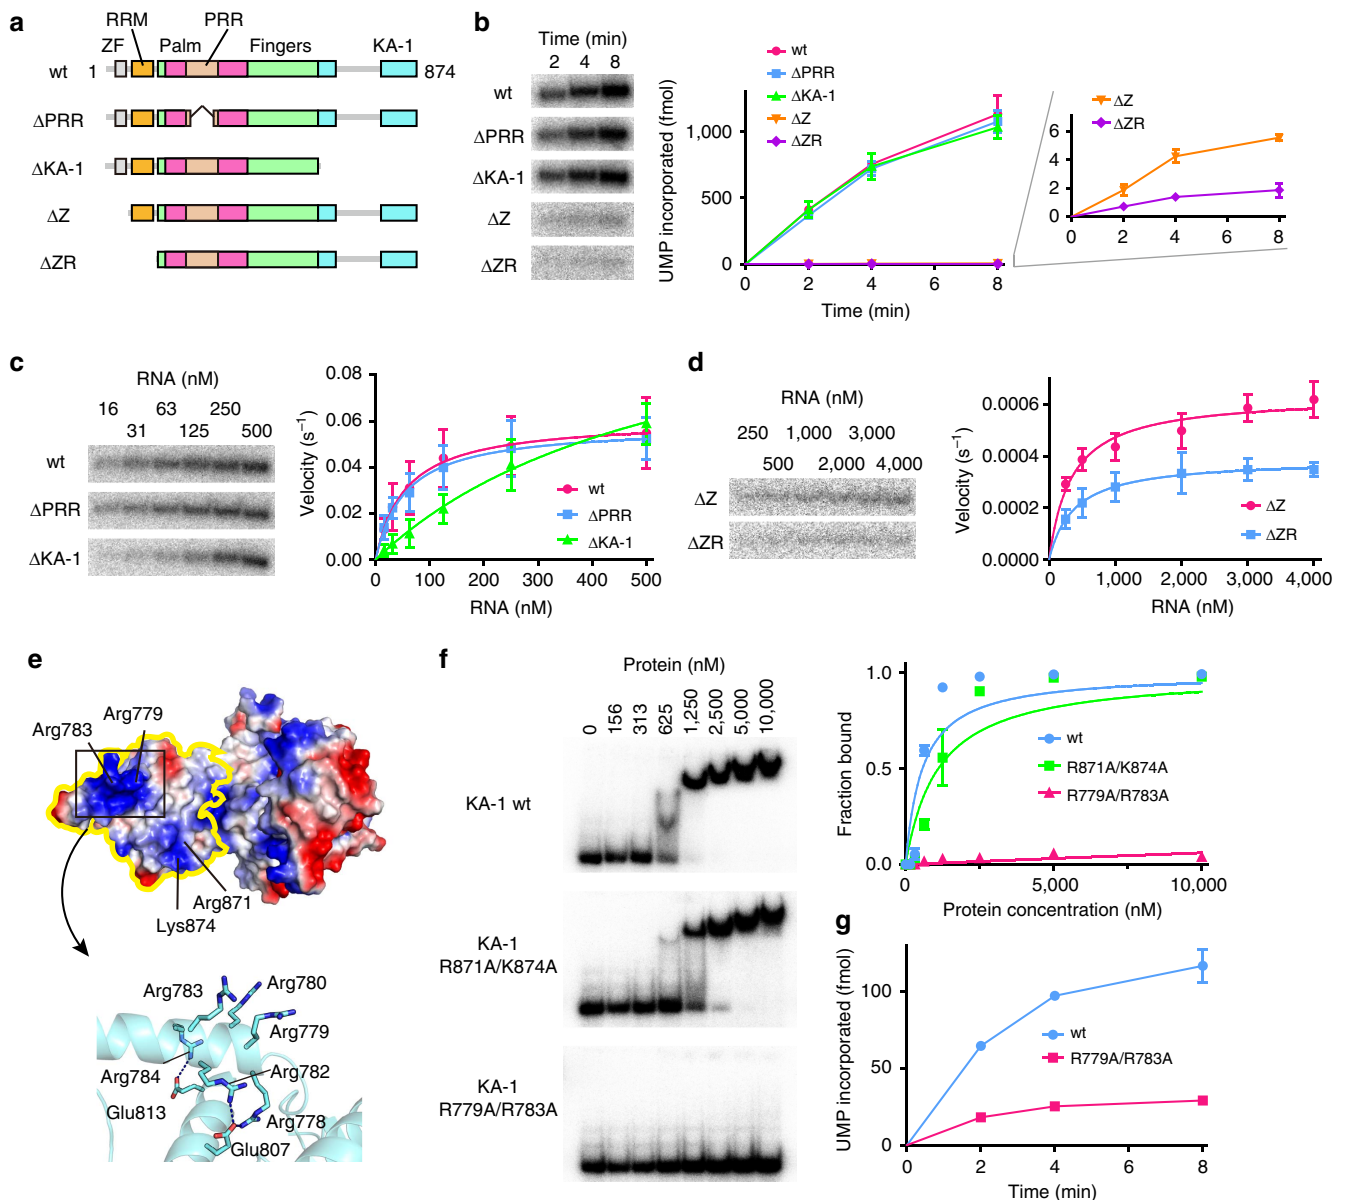 a
RRM PRR
ZF Palm Fingers KA-1
wt 1 874
ΔPRR
ΔKA-1
ΔZ
ΔZR
b
Time (min)
2 4 8
wt
ΔPRR
ΔKA-1
ΔZ
ΔZR
wt
ΔPRR
ΔKA-1
ΔZ
ΔZR
UMP incorporated (fmol)
1,000
500
0
2 4 6 8
Time (min)
ΔZ
ΔZR
6
4
2
0
0 2 4 6 8
c
RNA (nM)
16 63 250
31 125 500
wt
ΔPRR
ΔKA-1
Velocity (s⁻¹)
0.08
0.06
0.04
0.02
0.00
wt
ΔPRR
ΔKA-1
0 100 200 300 400 500
RNA (nM)
d
RNA (nM)
250 1,000 3,000
500 2,000 4,000
ΔZ
ΔZR
Velocity (s⁻¹)
0.0006
0.0004
0.0002
0.0000
ΔZ
ΔZR
0 1,000 2,000 3,000 4,000
RNA (nM)
e
Arg779
Arg783
Arg871
Lys874
Arg783
Arg780
Arg779
Arg784
Arg782
Glu813
Arg778
Glu807
f
Protein (nM)
0 156 313 625 1,250 2,500 5,000 10,000
KA-1 wt
KA-1
R871A/K874A
KA-1
R779A/R783A
Fraction bound
1.0
0.5
0.0
wt
R871A/K874A
R779A/R783A
0 5,000 10,000
Protein concentration (nM)
g
UMP incorporated (fmol)
100
50
0
wt
R779A/R783A
0 2 4 6 8
Time (min)